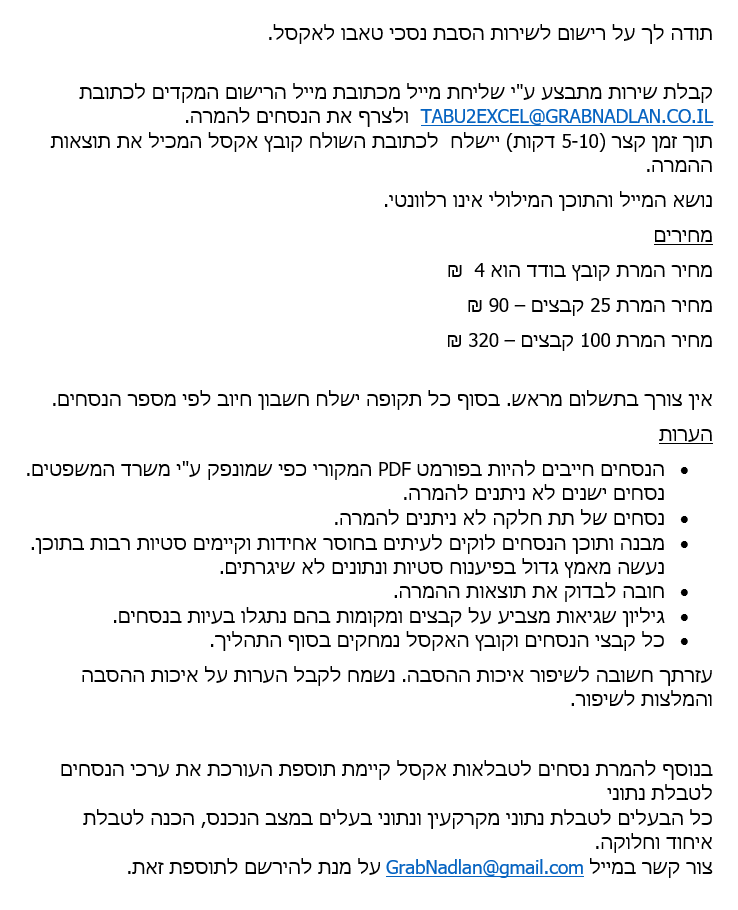 תודה לך על רישום לשירות הסבת נסכי טאבו לאקסל.
קבלת שירות מתבצע ע"י שליחת מייל מכתובת מייל הרישום המקדים לכתובת
TABU2EXCEL@GRABNADLAN.CO.IL ולצרף את הנסחים להמרה.
תוך זמן קצר (5-10 דקות) יישלח לכתובת השולח קובץ אקסל המכיל את תוצאות
ההמרה.
נושא המייל והתוכן המילולי אינו רלוונטי.
מחירים
מחיר המרת קובץ בודד הוא 4 ₪
מחיר המרת 25 קבצים – 90 ₪
מחיר המרת 100 קבצים – 320 ₪
אין צורך בתשלום מראש. בסוף כל תקופה ישלח חשבון חיוב לפי מספר הנסחים.
הערות
• הנסחים חייבים להיות בפורמט PDF המקורי כפי שמונפק ע"י משרד המשפטים.
נסחים ישנים לא ניתנים להמרה.
• נסחים של תת חלקה לא ניתנים להמרה.
• מבנה ותוכן הנסחים לוקים לעיתים בחוסר אחידות וקיימים סטיות רבות בתוכן.
נעשה מאמץ גדול בפיענוח סטיות ונתונים לא שיגרתים.
• חובה לבדוק את תוצאות ההמרה.
• גיליון שגיאות מצביע על קבצים ומקומות בהם נתגלו בעיות בנסחים.
• כל קבצי הנסחים וקובץ האקסל נמחקים בסוף התהליך.
עזרתך חשובה לשיפור איכות ההסבה. נשמח לקבל הערות על איכות ההסבה
והמלצות לשיפור.
בנוסף להמרת נסחים לטבלאות אקסל קיימת תוספת העורכת את ערכי הנסחים
לטבלת נתוני
כל הבעלים לטבלת נתוני מקרקעין ונתוני בעלים במצב הנכנס, הכנה לטבלת
איחוד וחלוקה.
צור קשר במייל GrabNadlan@gmail.com על מנת להירשם לתוספת זאת.